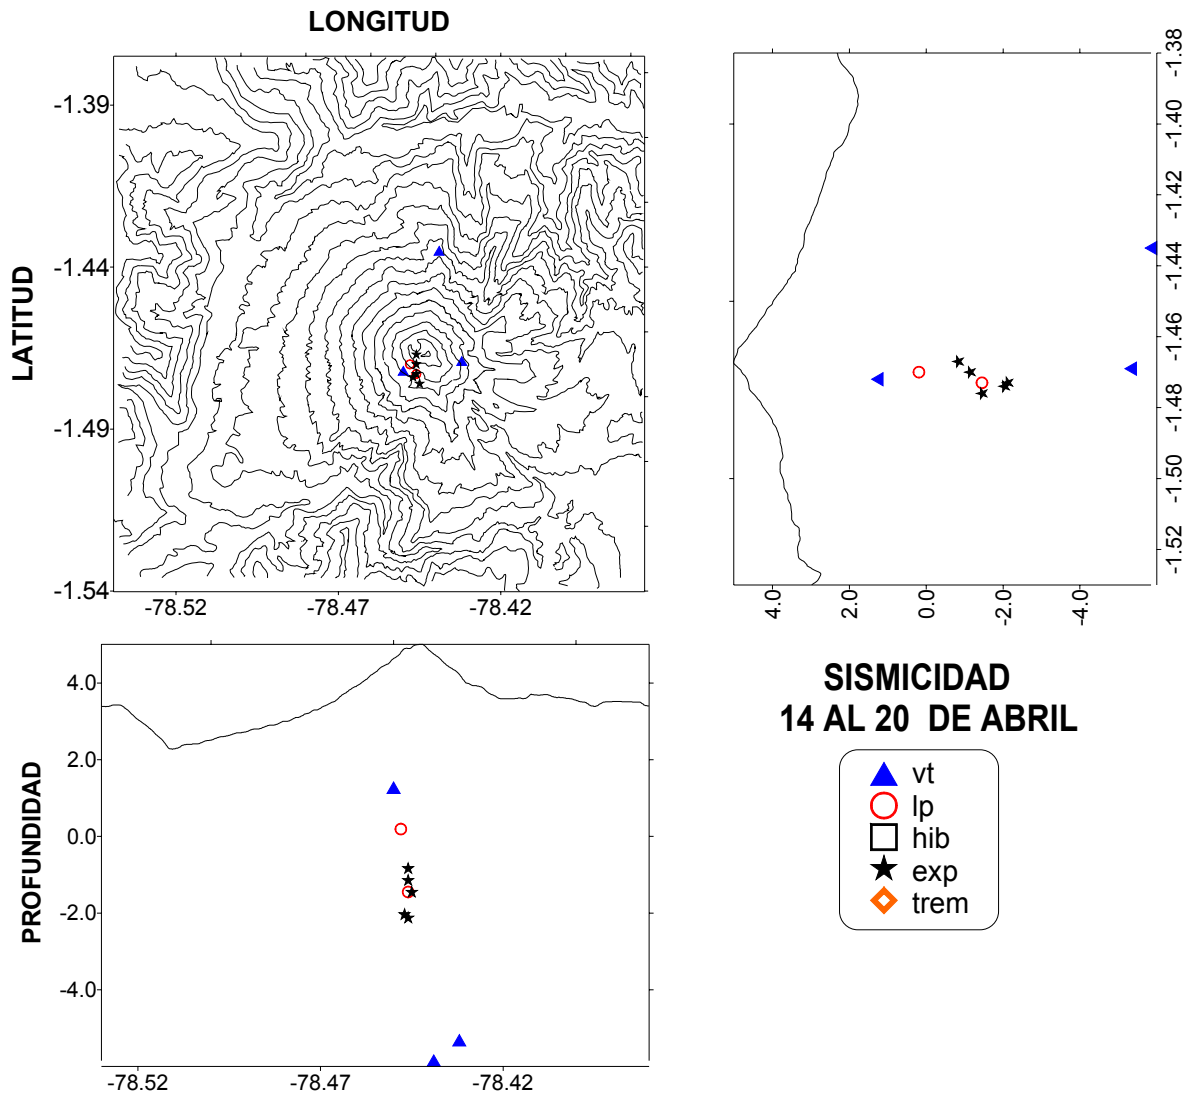 LONGITUD
-1.39
-1.44
-1.49
-1.54
LATITUD
-78.52
-78.47
-78.42
-1.38
-1.40
-1.42
-1.44
-1.46
-1.48
-1.50
-1.52
4.0
2.0
0.0
-2.0
-4.0
4.0
2.0
0.0
-2.0
-4.0
PROFUNDIDAD
-78.52
-78.47
-78.42
SISMICIDAD
14 AL 20 DE ABRIL
vt
lp
hib
exp
trem